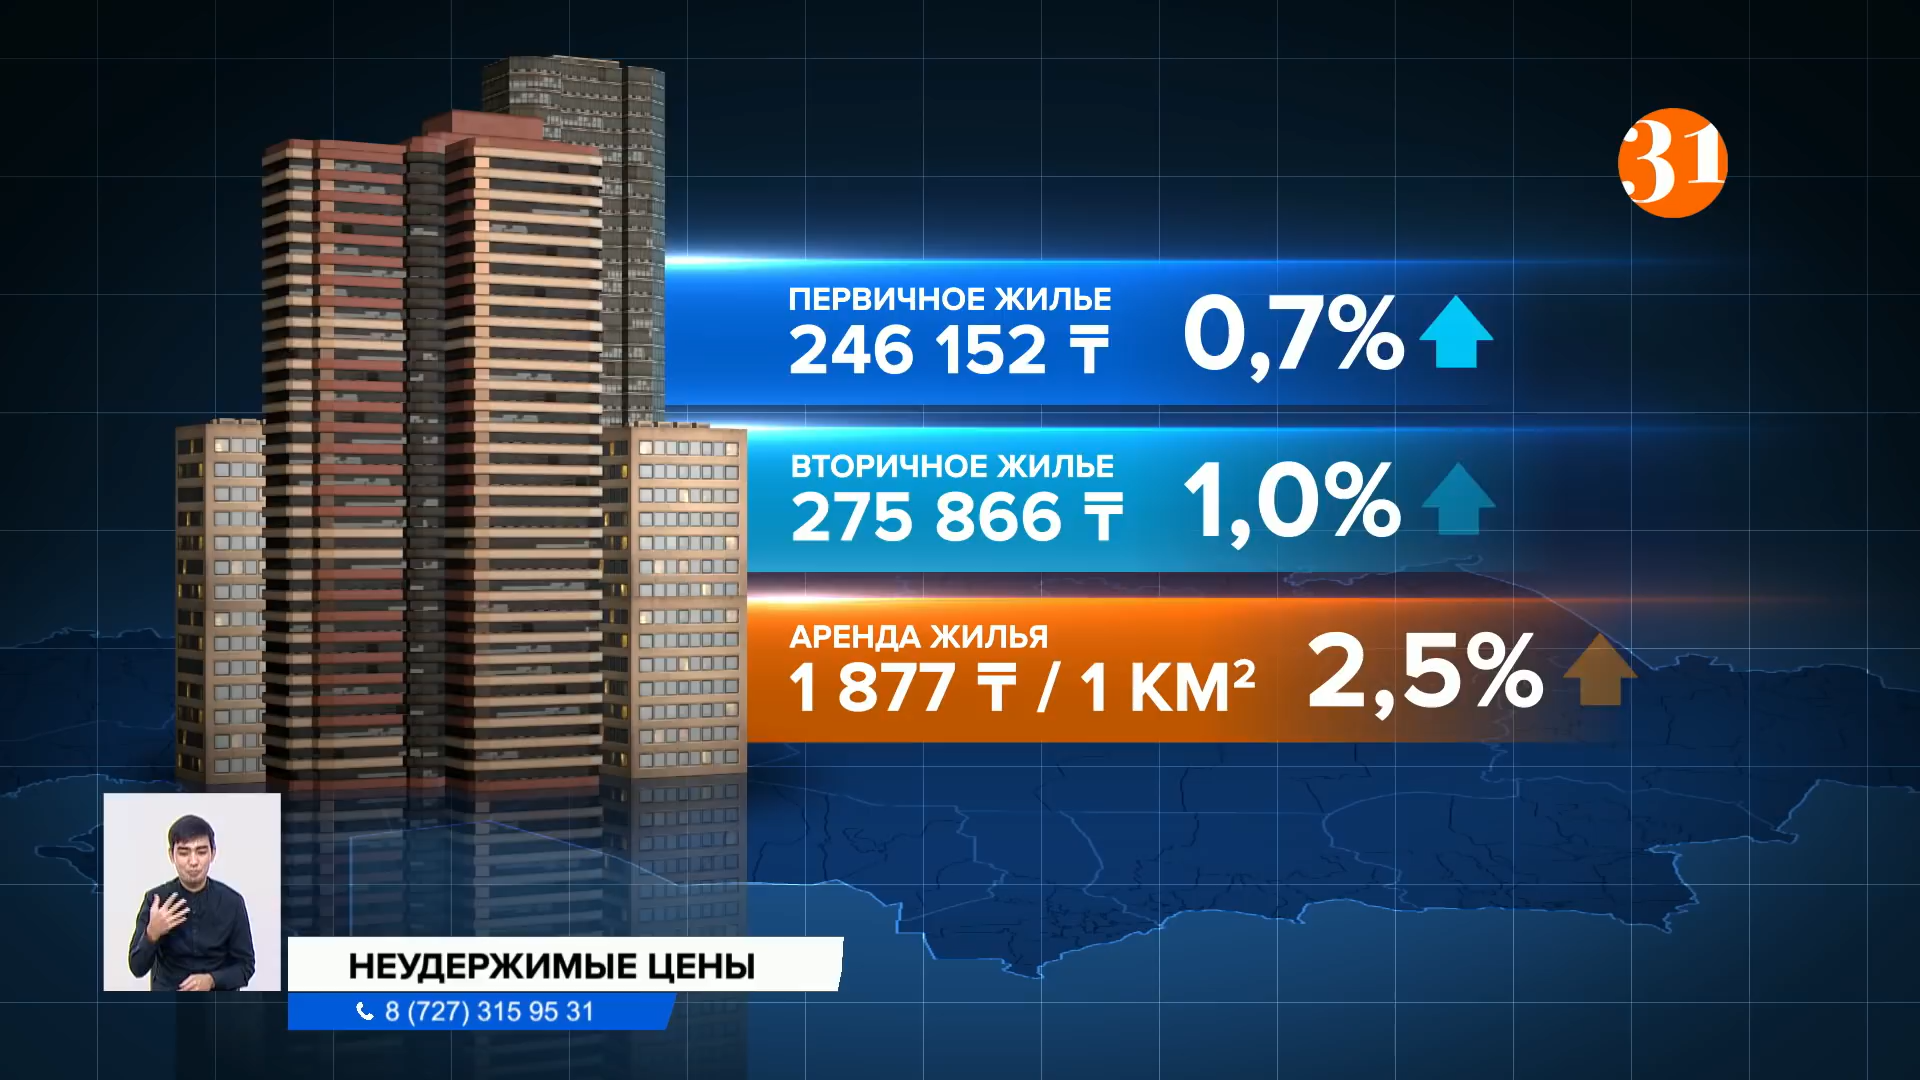 31
ПЕРВИЧНОЕ ЖИЛЬЕ
246 152 ₸
0,7%
ВТОРИЧНОЕ ЖИЛЬЕ
275 866 ₸
1,0%
АРЕНДА ЖИЛЬЯ
1 877 ₸ / 1 КМ²
2,5%
НЕУДЕРЖИМЫЕ ЦЕНЫ
8 (727) 315 95 31